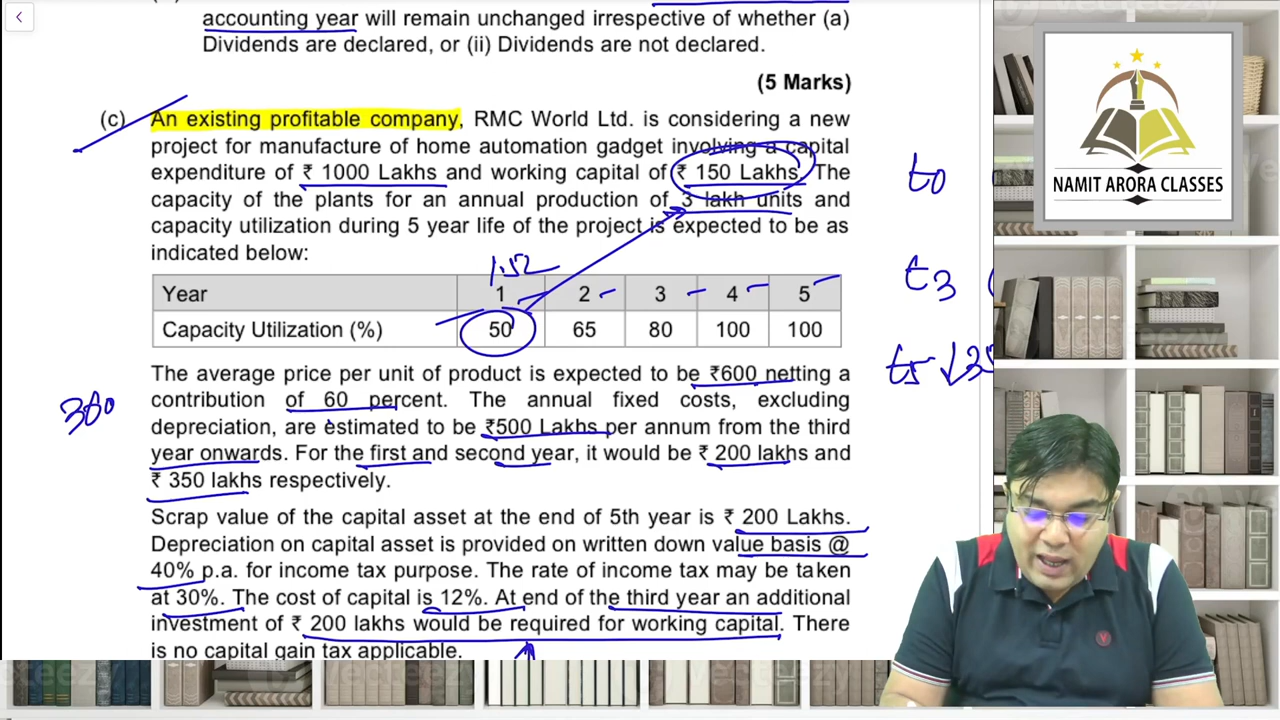 accounting year will remain unchanged irrespective of whether (a)
Dividends are declared, or (ii) Dividends are not declared.
(5 Marks)
(c) An existing profitable company, RMC World Ltd. is considering a new
project for manufacture of home automation gadget involving a capital
expenditure of ₹ 1000 Lakhs and working capital of ₹ 150 Lakhs. The
capacity of the plants for an annual production of 3 lakh units and
capacity utilization during 5 year life of the project is expected to be as
indicated below:
1.52
Year 1 2 3 4 5
Capacity Utilization (%) 50 65 80 100 100
The average price per unit of product is expected to be ₹600 netting a
contribution of 60 percent. The annual fixed costs, excluding
depreciation, are estimated to be ₹500 Lakhs per annum from the third
year onwards. For the first and second year, it would be ₹ 200 lakhs and
₹ 350 lakhs respectively.
360
Scrap value of the capital asset at the end of 5th year is ₹ 200 Lakhs.
Depreciation on capital asset is provided on written down value basis @
40% p.a. for income tax purpose. The rate of income tax may be taken
at 30%. The cost of capital is 12%. At end of the third year an additional
investment of ₹ 200 lakhs would be required for working capital. There
is no capital gain tax applicable.
t0
t3
t5 ↓35
NAMIT ARORA CLASSES